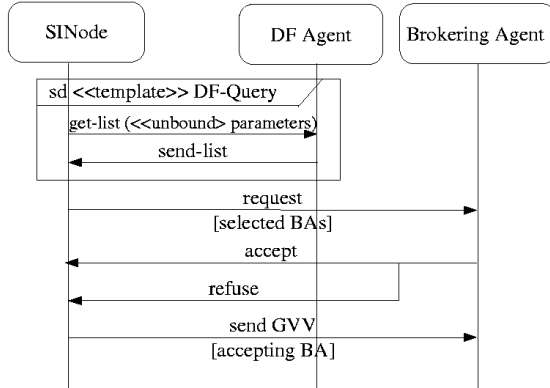 SINode
DF Agent
Brokering Agent
sd <<template>> DF-Query
get-list (<<unbound> parameters)
send-list
request
[selected BAs]
accept
refuse
send GVV
[accepting BA]